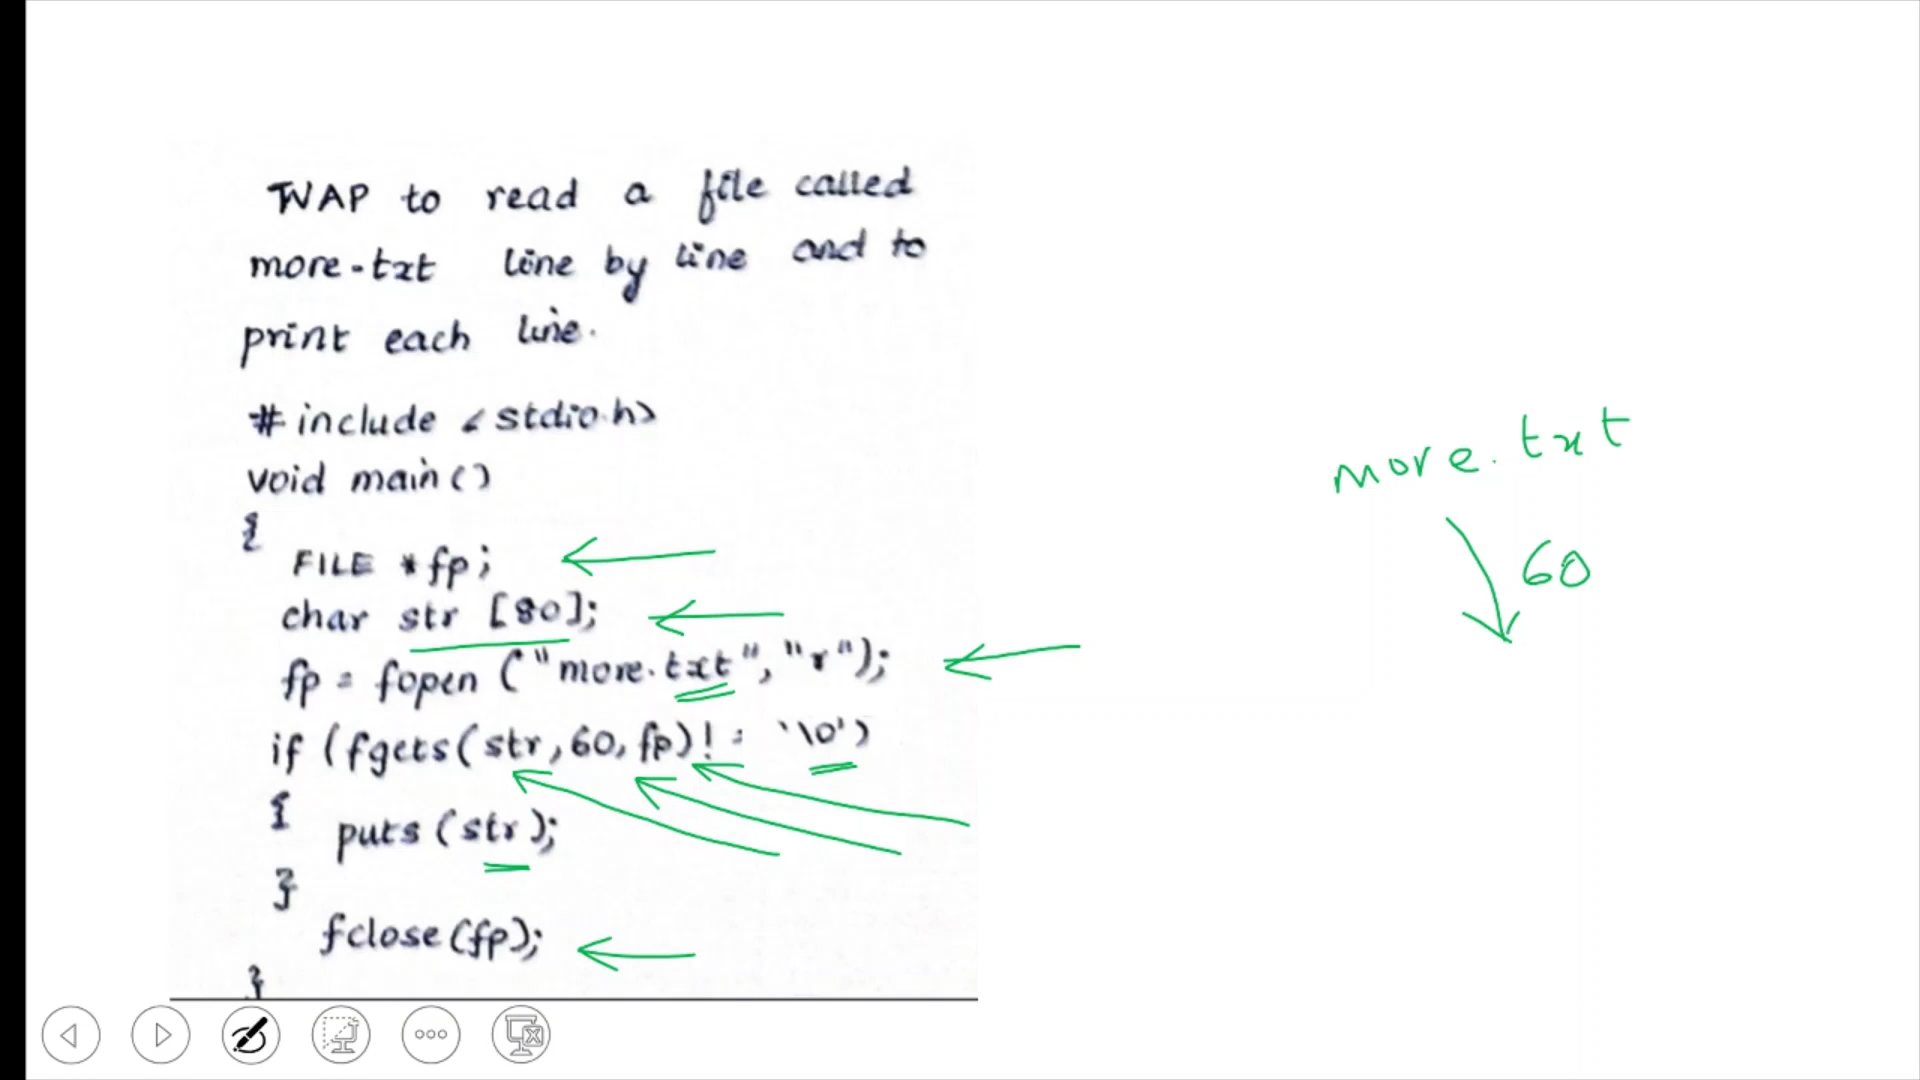 WAP to read a file called
more.txt line by line and to
print each line.
#include <stdio.h>
void main()
{
FILE *fp;
char str [80];
fp = fopen ("more.txt", "r");
if (fgets(str, 60, fp) != '\0')
{
puts (str);
}
fclose(fp);
}
more.txt
60